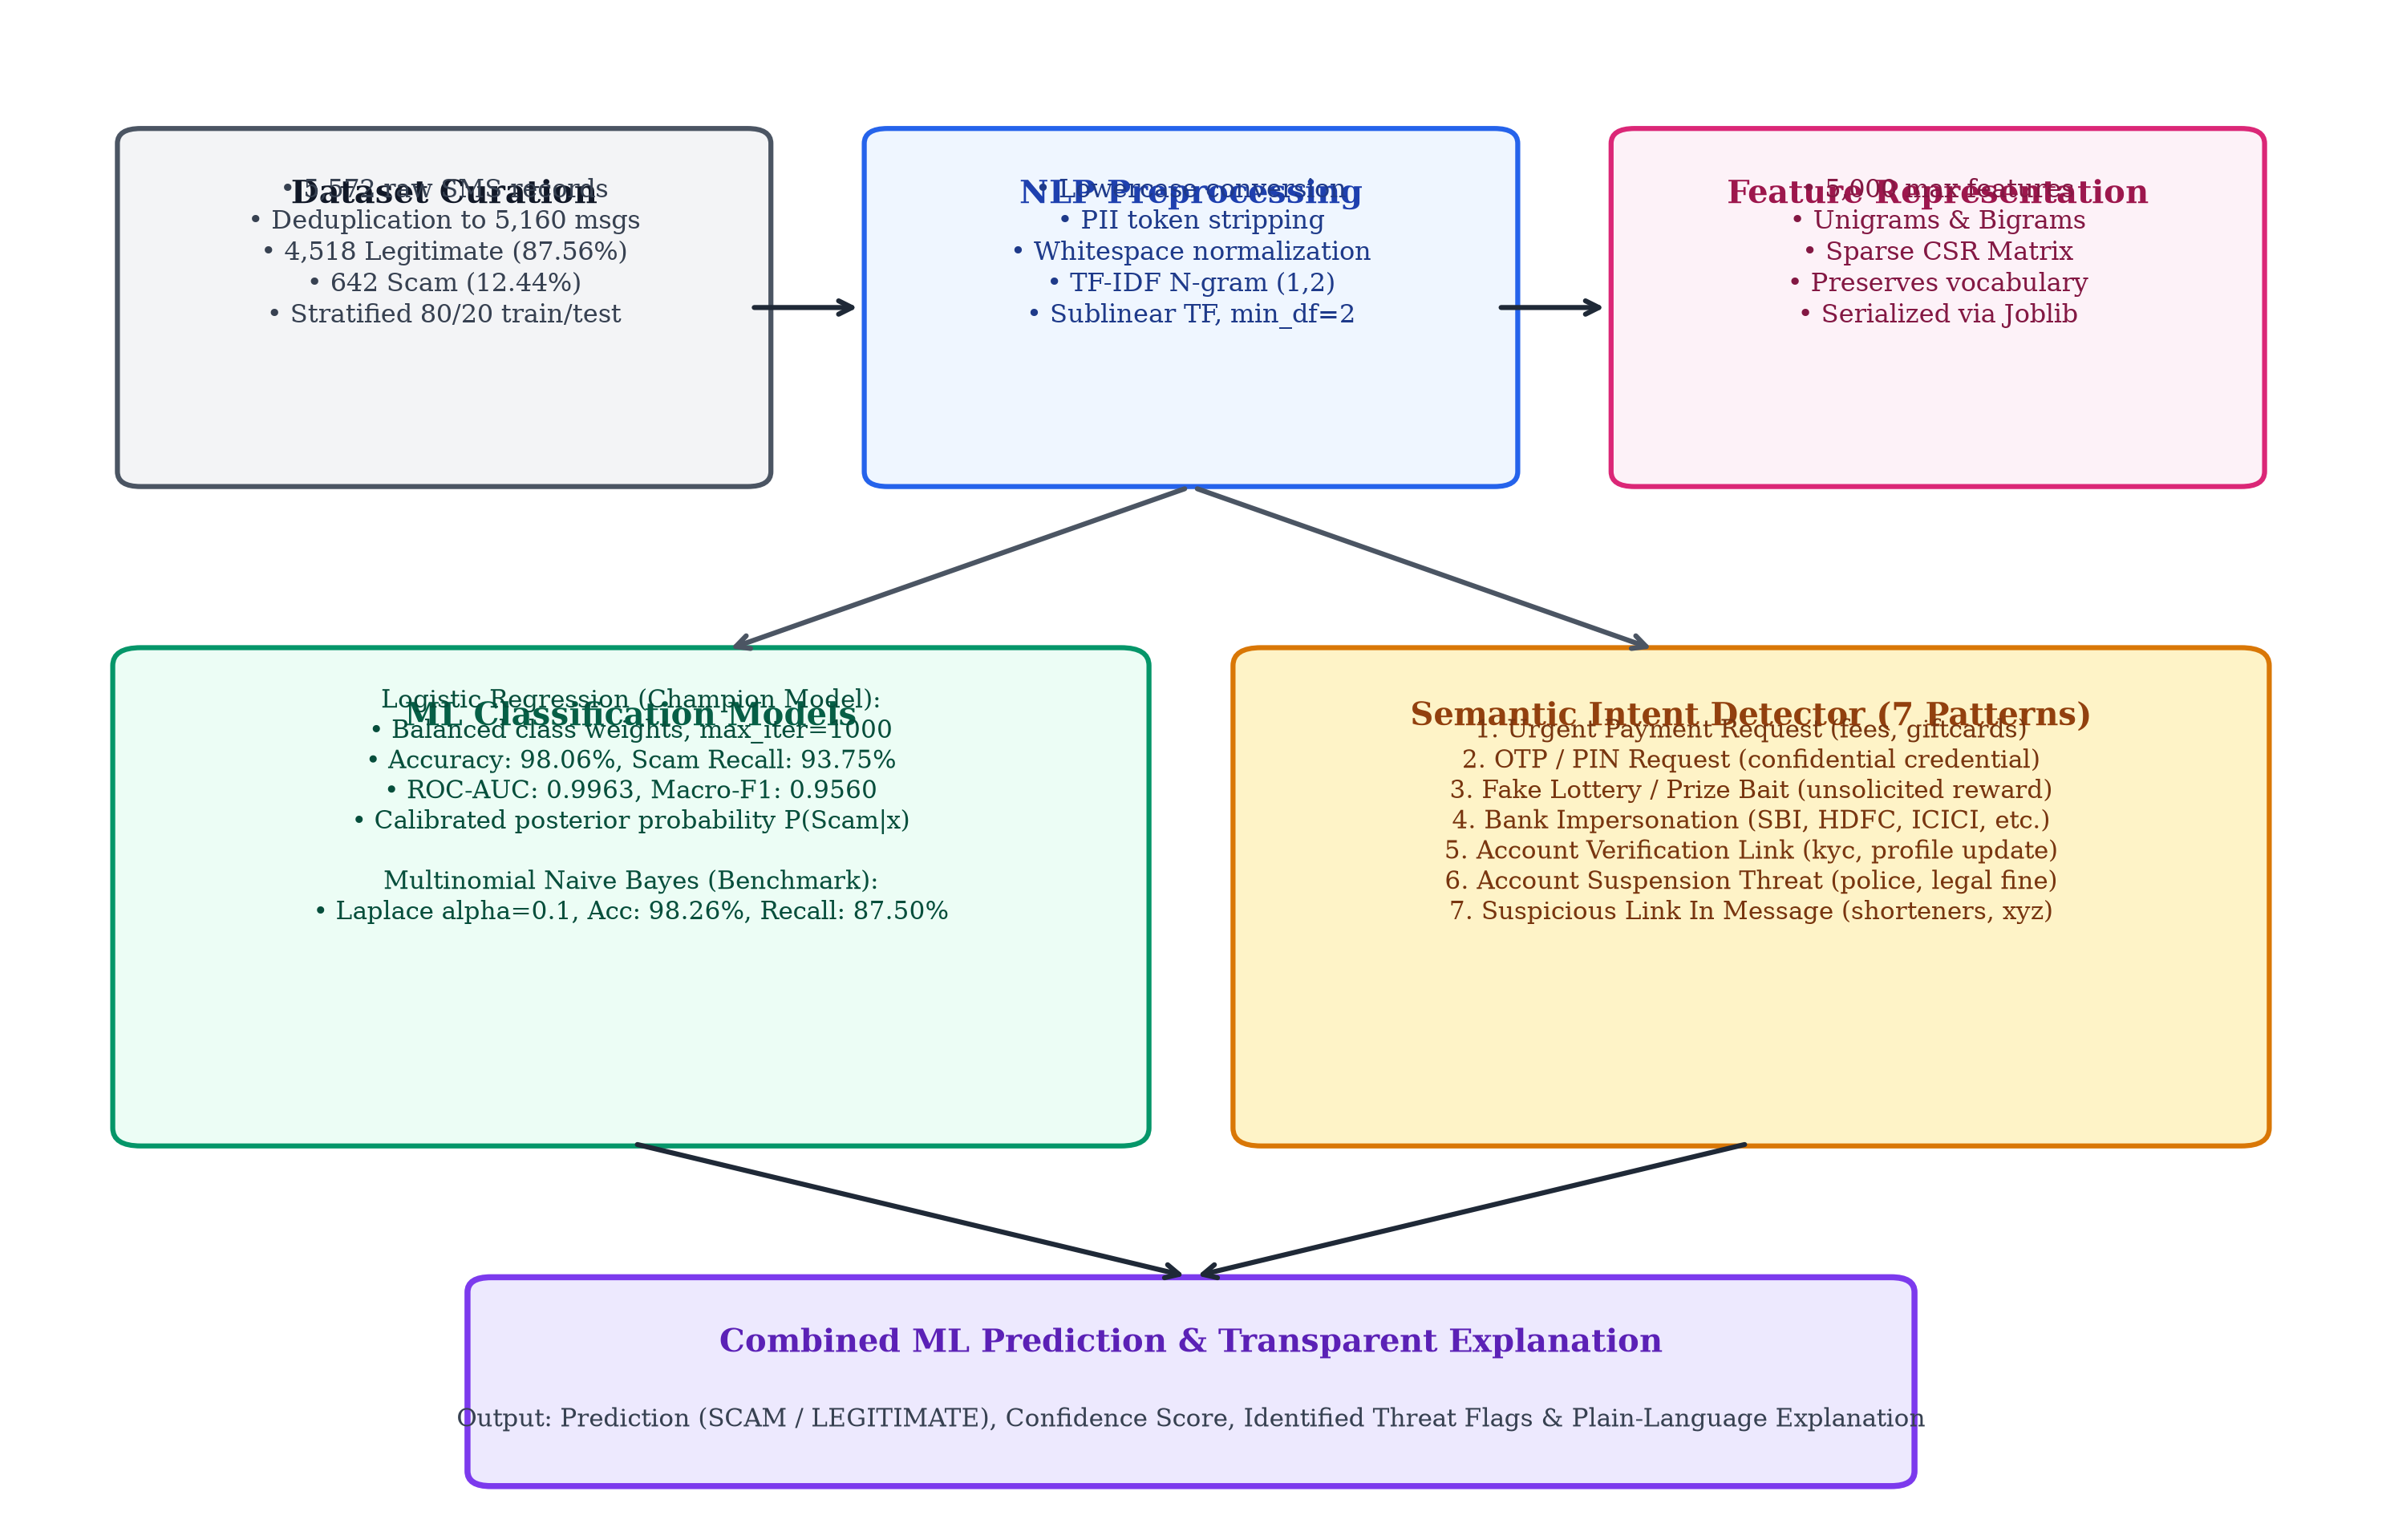 Dataset Curation
• 5,572 raw SMS records
• Deduplication to 5,160 msgs
• 4,518 Legitimate (87.56%)
• 642 Scam (12.44%)
• Stratified 80/20 train/test
NLP Preprocessing
• Lowercase conversion
• PII token stripping
• Whitespace normalization
• TF-IDF N-gram (1,2)
• Sublinear TF, min_df=2
Feature Representation
• 5,000 max features
• Unigrams & Bigrams
• Sparse CSR Matrix
• Preserves vocabulary
• Serialized via Joblib
ML Classification Models
Logistic Regression (Champion Model):
• Balanced class weights, max_iter=1000
• Accuracy: 98.06%, Scam Recall: 93.75%
• ROC-AUC: 0.9963, Macro-F1: 0.9560
• Calibrated posterior probability P(Scam|x)
Multinomial Naive Bayes (Benchmark):
• Laplace alpha=0.1, Acc: 98.26%, Recall: 87.50%
Semantic Intent Detector (7 Patterns)
1. Urgent Payment Request (fees, giftcards)
2. OTP / PIN Request (confidential credential)
3. Fake Lottery / Prize Bait (unsolicited reward)
4. Bank Impersonation (SBI, HDFC, ICICI, etc.)
5. Account Verification Link (kyc, profile update)
6. Account Suspension Threat (police, legal fine)
7. Suspicious Link In Message (shorteners, xyz)
Combined ML Prediction & Transparent Explanation
Output: Prediction (SCAM / LEGITIMATE), Confidence Score, Identified Threat Flags & Plain-Language Explanation